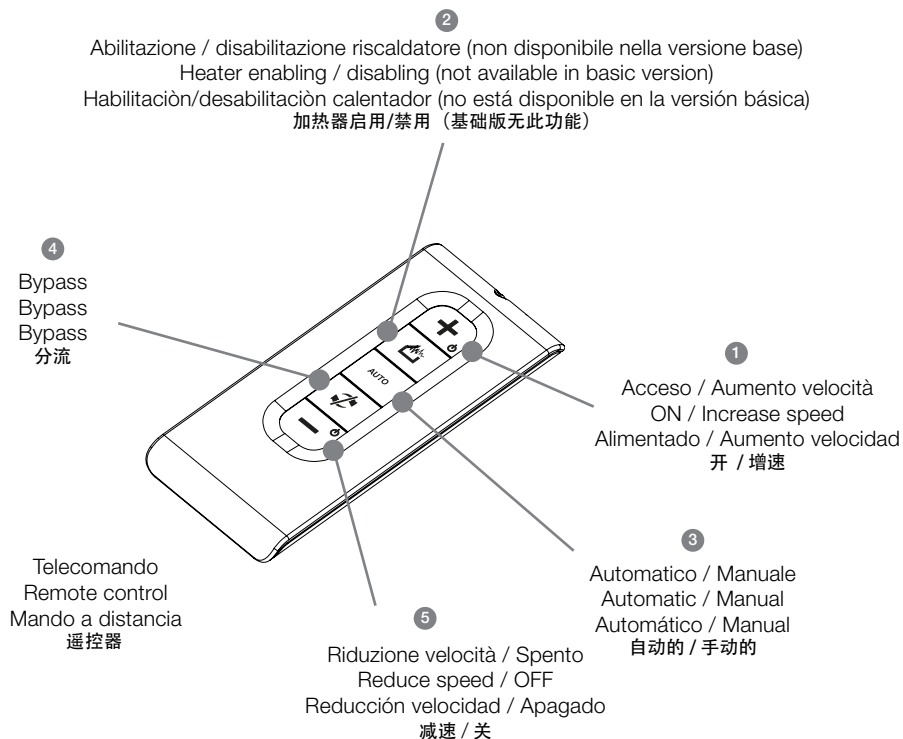 2
Abilitazione / disabilitazione riscaldatore (non disponibile nella versione base)
Heater enabling / disabling (not available in basic version)
Habilitaciòn/desabilitaciòn calentador (no está disponible en la versión básica)
加热器启用/禁用（基础版无此功能）
4
Bypass
Bypass
Bypass
分流
AUTO
1
Acceso / Aumento velocità
ON / Increase speed
Alimentado / Aumento velocidad
开 / 增速
3
Automatico / Manuale
Automatic / Manual
Automático / Manual
自动的 / 手动的
Telecomando
Remote control
Mando a distancia
遥控器
5
Riduzione velocità / Spento
Reduce speed / OFF
Reducción velocidad / Apagado
减速 / 关